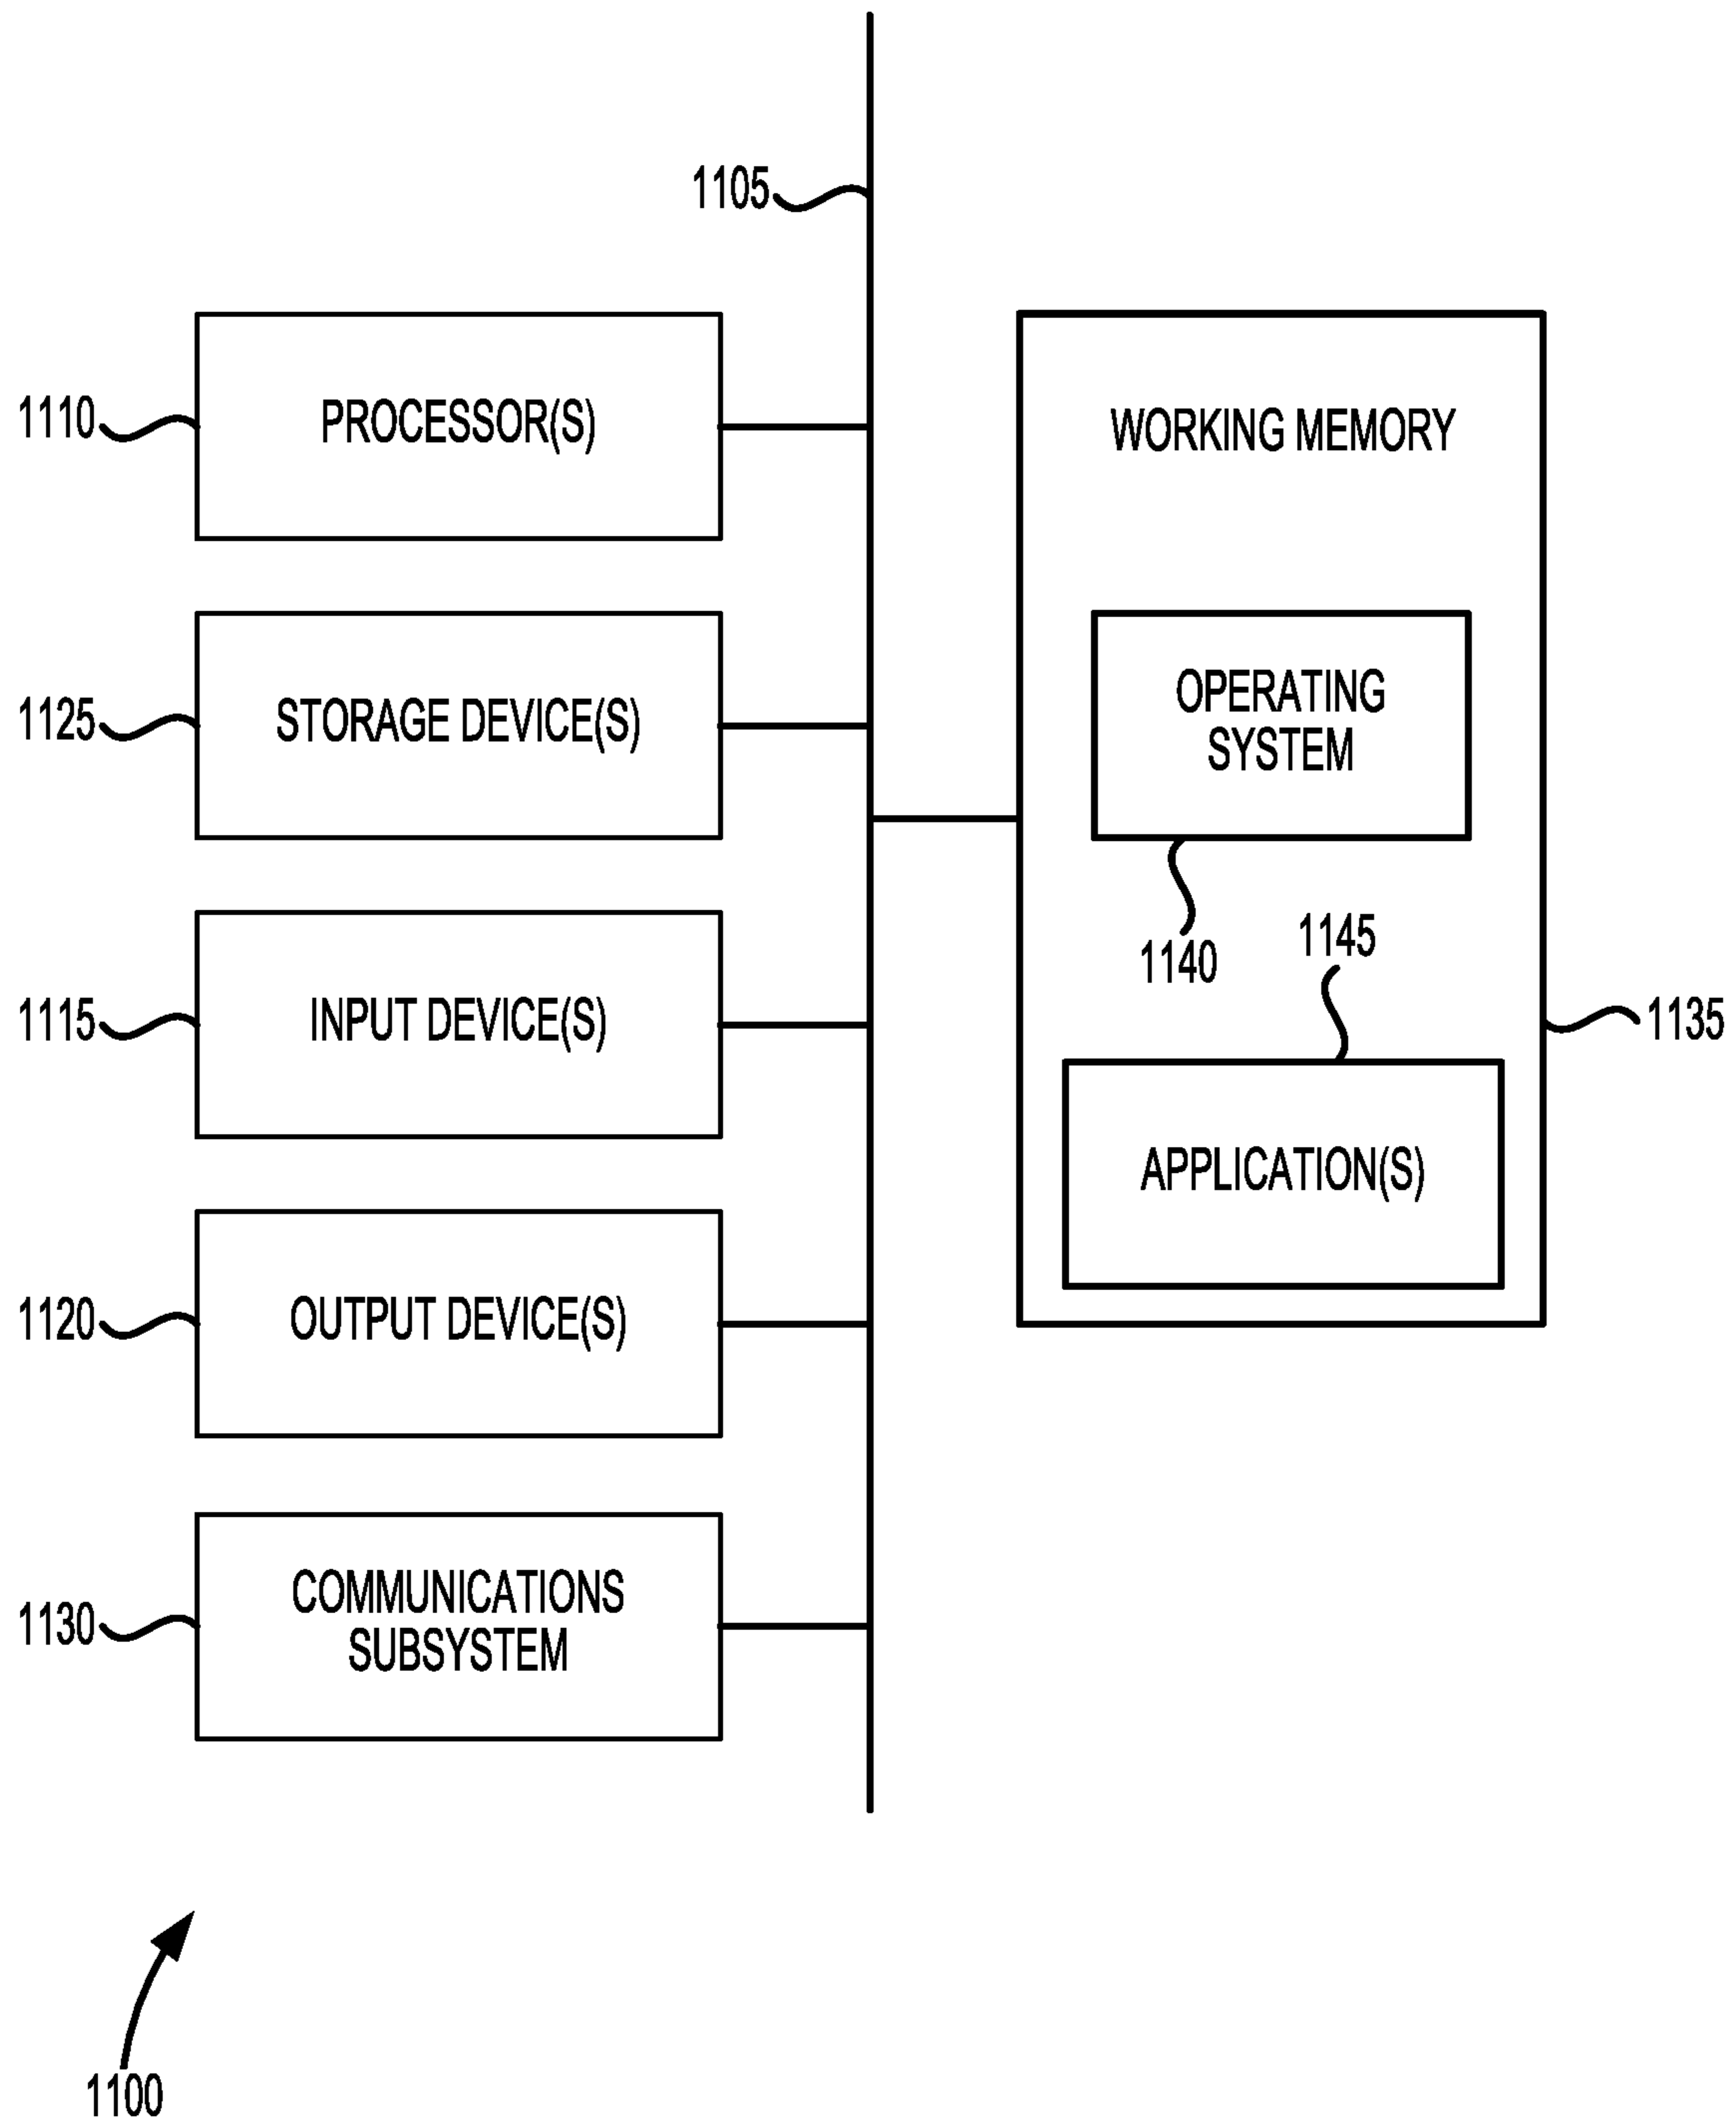 1105
1110
PROCESSOR(S)
WORKING MEMORY
1125
STORAGE DEVICE(S)
OPERATING
SYSTEM
1140
1145
1115
INPUT DEVICE(S)
1135
APPLICATION(S)
1120
OUTPUT DEVICE(S)
1130
COMMUNICATIONS
SUBSYSTEM
1100